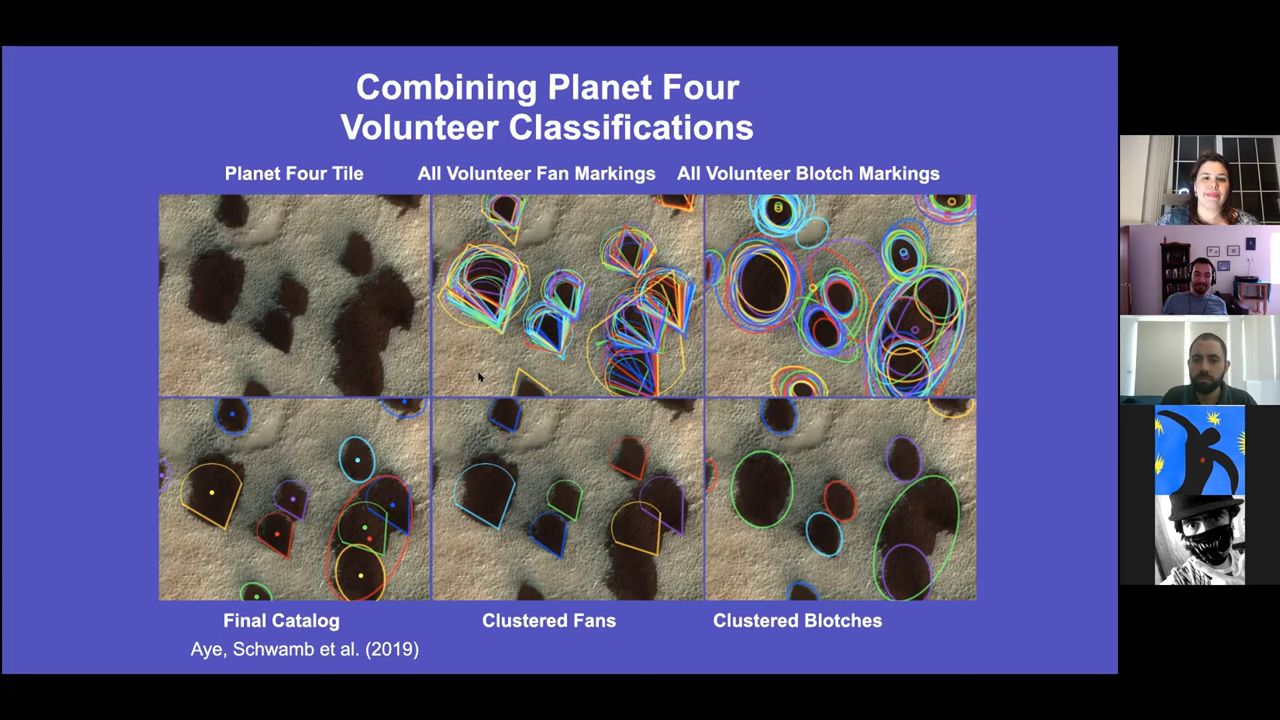 Combining Planet Four
Volunteer Classifications
Planet Four Tile
All Volunteer Fan Markings
All Volunteer Blotch Markings
Final Catalog
Clustered Fans
Clustered Blotches
Aye, Schwamb et al. (2019)